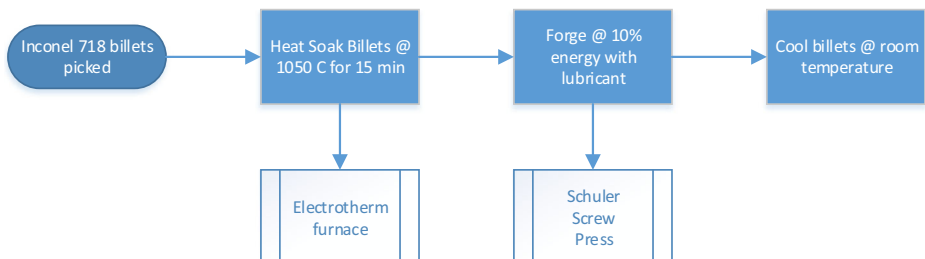 Inconel 718 billets
picked
Heat Soak Billets @
1050 C for 15 min
Forge @ 10%
energy with
lubricant
Cool billets @ room
temperature
Electrotherm
furnace
Schuler
Screw
Press